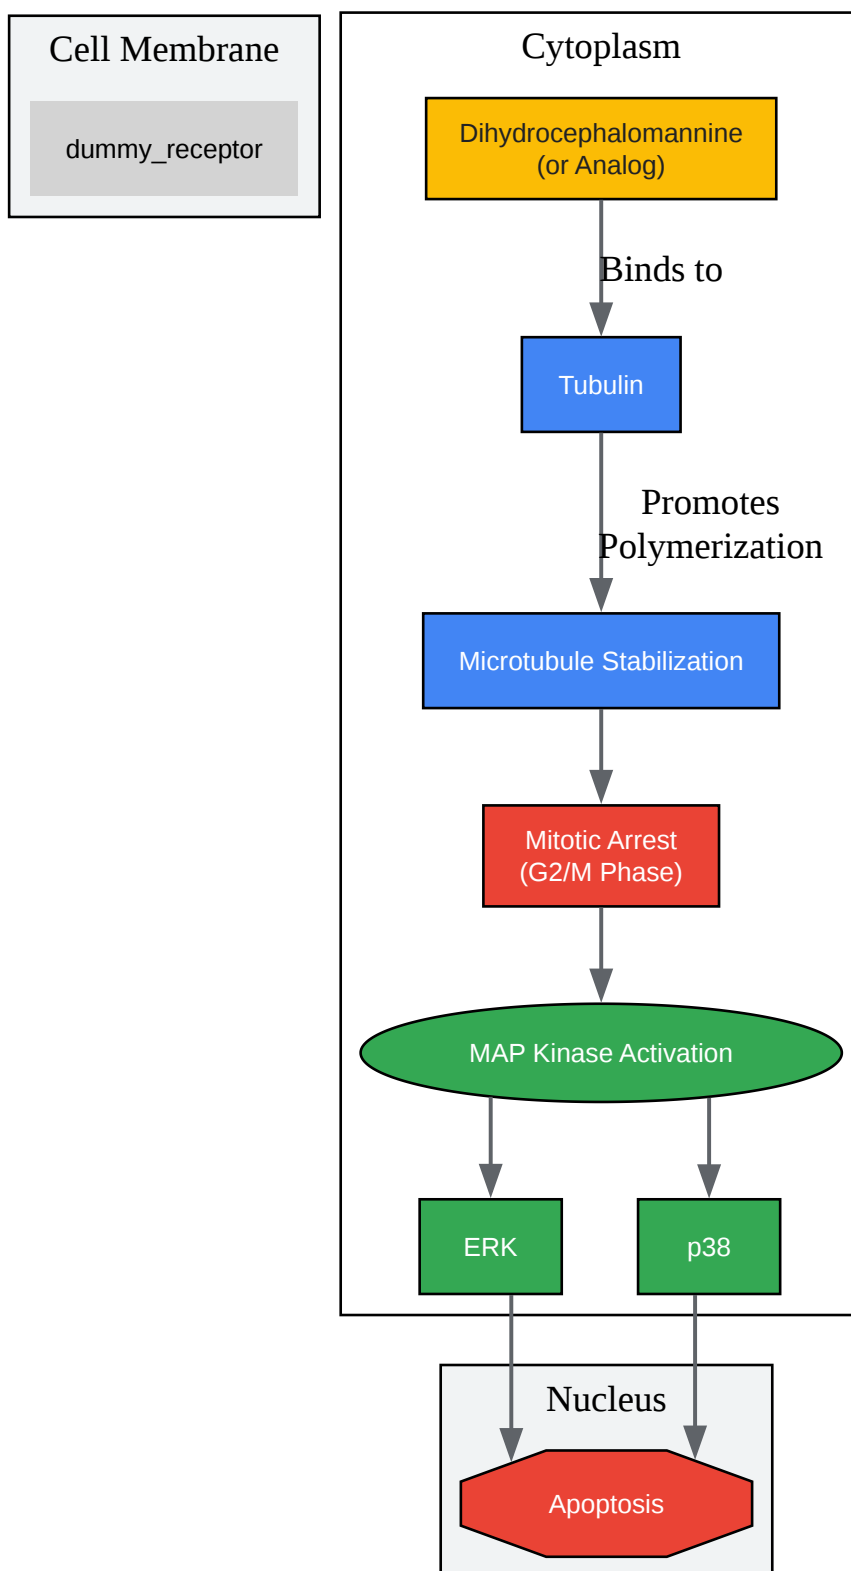 Cell Membrane
dummy_receptor
Cytoplasm
Dihydrocephalomannine
(or Analog)
Binds to
Tubulin
Promotes
Polymerization
Microtubule Stabilization
Mitotic Arrest
(G2/M Phase)
MAP Kinase Activation
ERK
p38
Nucleus
Apoptosis